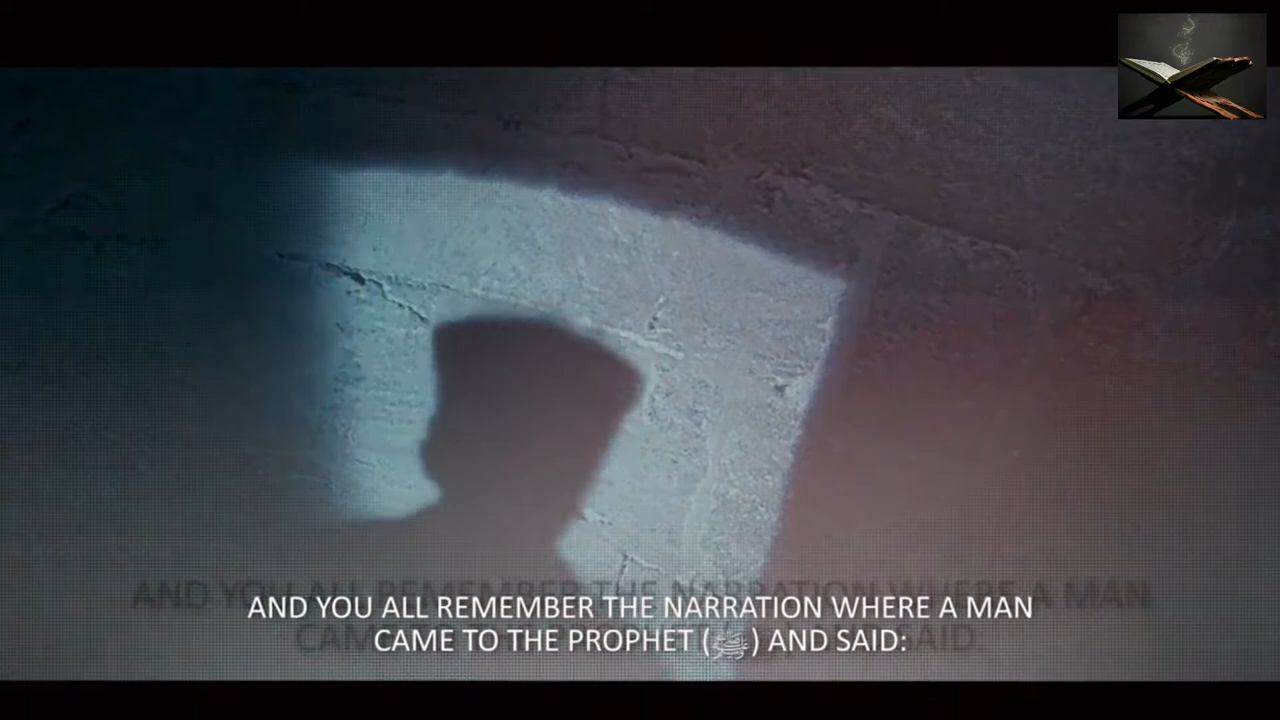 AND YOU ALL REMEMBER THE NARRATION WHERE A MAN
CAME TO THE PROPHET (ﷺ) AND SAID: